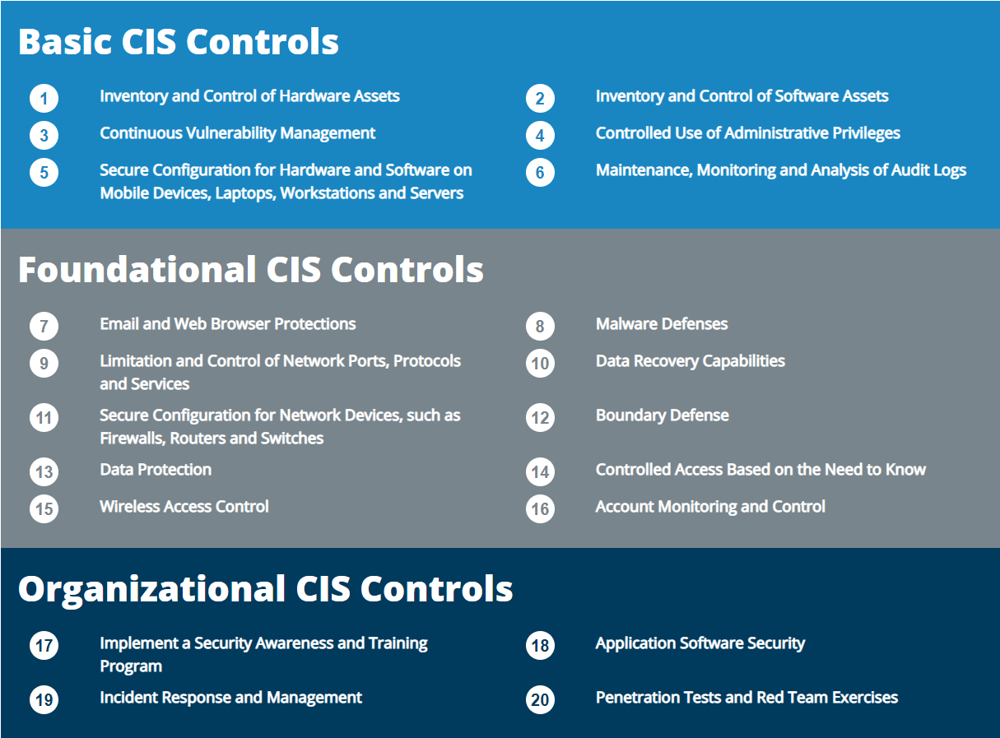 Basic CIS Controls
1 Inventory and Control of Hardware Assets
2 Inventory and Control of Software Assets
3 Continuous Vulnerability Management
4 Controlled Use of Administrative Privileges
5 Secure Configuration for Hardware and Software on
Mobile Devices, Laptops, Workstations and Servers
6 Maintenance, Monitoring and Analysis of Audit Logs
Foundational CIS Controls
7 Email and Web Browser Protections
8 Malware Defenses
9 Limitation and Control of Network Ports, Protocols
and Services
10 Data Recovery Capabilities
11 Secure Configuration for Network Devices, such as
Firewalls, Routers and Switches
12 Boundary Defense
13 Data Protection
14 Controlled Access Based on the Need to Know
15 Wireless Access Control
16 Account Monitoring and Control
Organizational CIS Controls
17 Implement a Security Awareness and Training
Program
18 Application Software Security
19 Incident Response and Management
20 Penetration Tests and Red Team Exercises